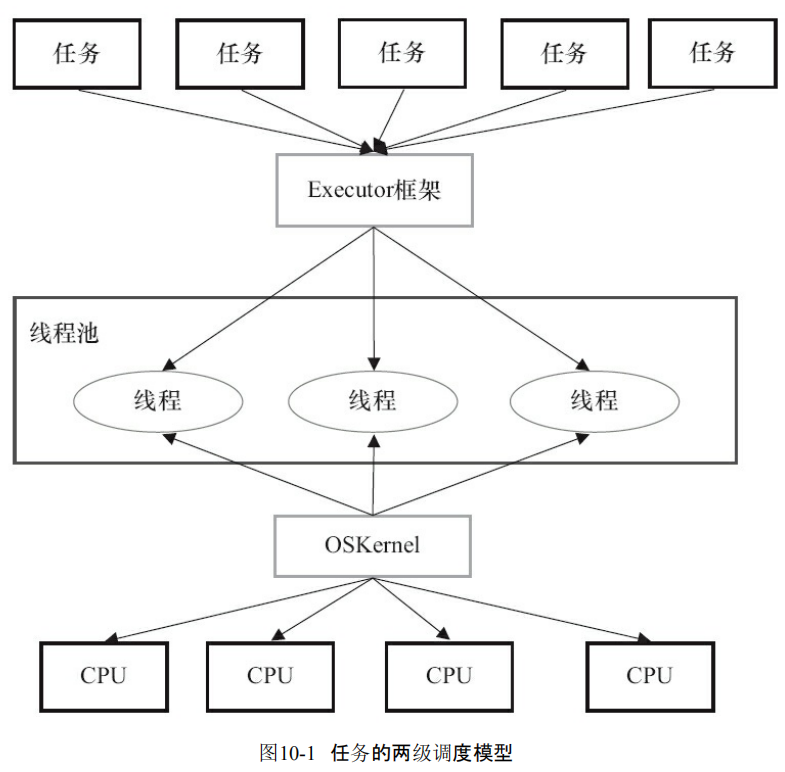 任务 任务 任务 任务 任务
Executor框架
线程池
线程 线程 线程
OSKernel
CPU CPU CPU CPU
图10-1 任务的两级调度模型